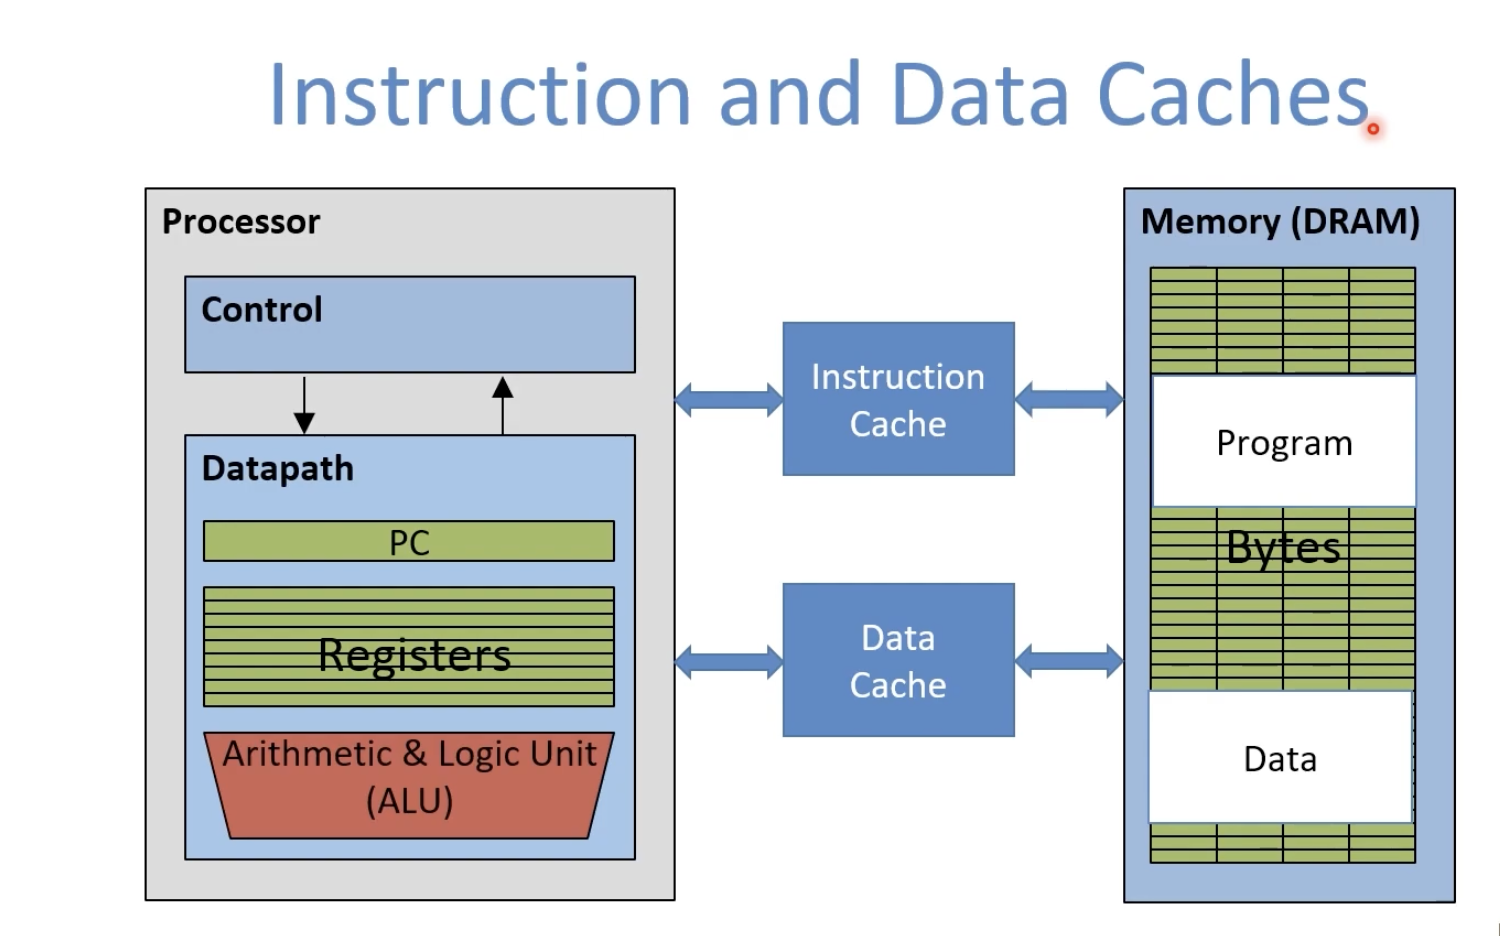 Instruction and Data Caches
Processor
Control
Datapath
PC
Registers
Arithmetic & Logic Unit
(ALU)
Instruction
Cache
Data
Cache
Memory (DRAM)
Program
Bytes
Data